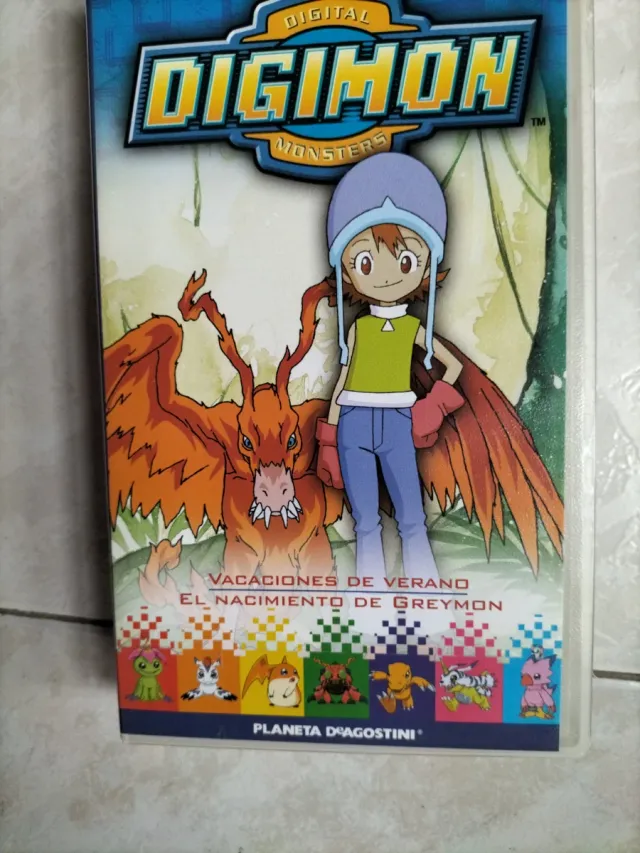 DIGITAL
DIGIMON
MONSTERS
TM
VACACIONES DE VERANO
EL NACIMIENTO DE GREYMON
PLANETA DEAGOSTINI®